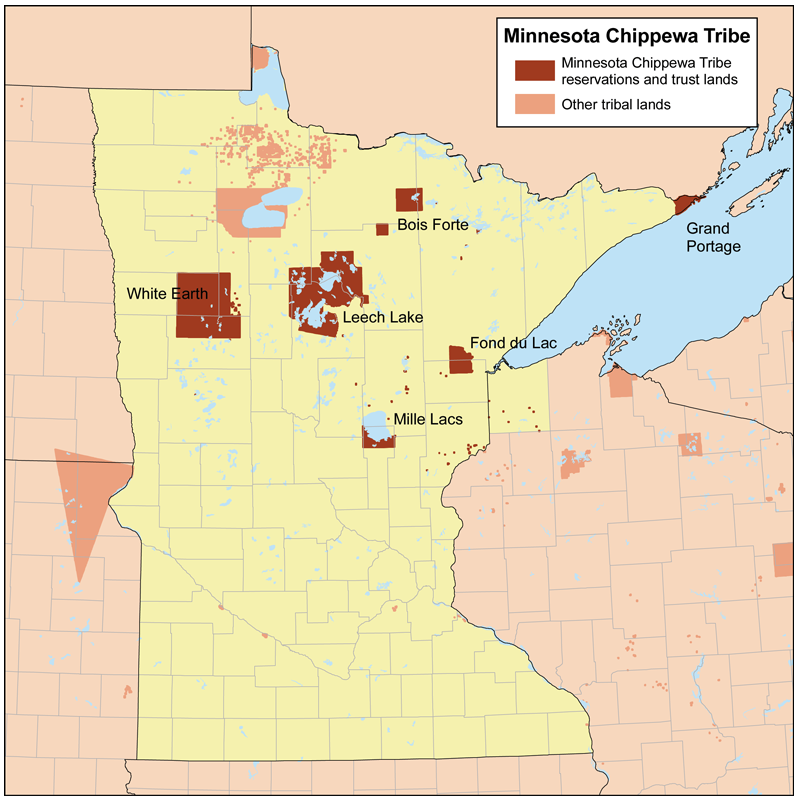 Minnesota Chippewa Tribe
Minnesota Chippewa Tribe
reservations and trust lands
Other tribal lands
Bois Forte
Grand
Portage
White Earth
Leech Lake
Fond du Lac
Mille Lacs